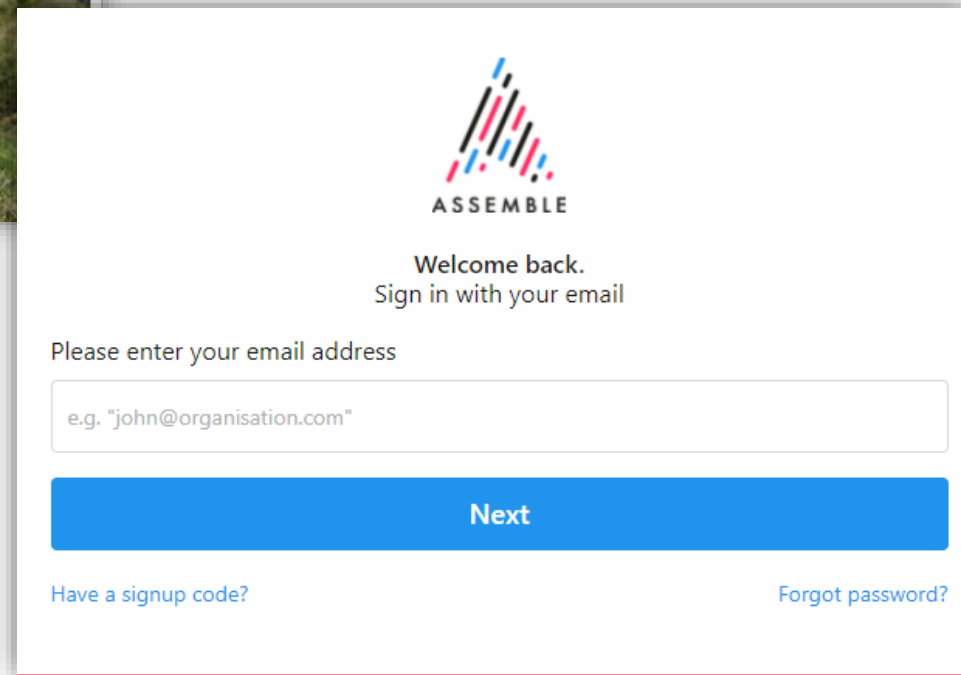 ASSEMBLE
Welcome back.
Sign in with your email
Please enter your email address
e.g. "john@organisation.com"
Next
Have a signup code?
Forgot password?